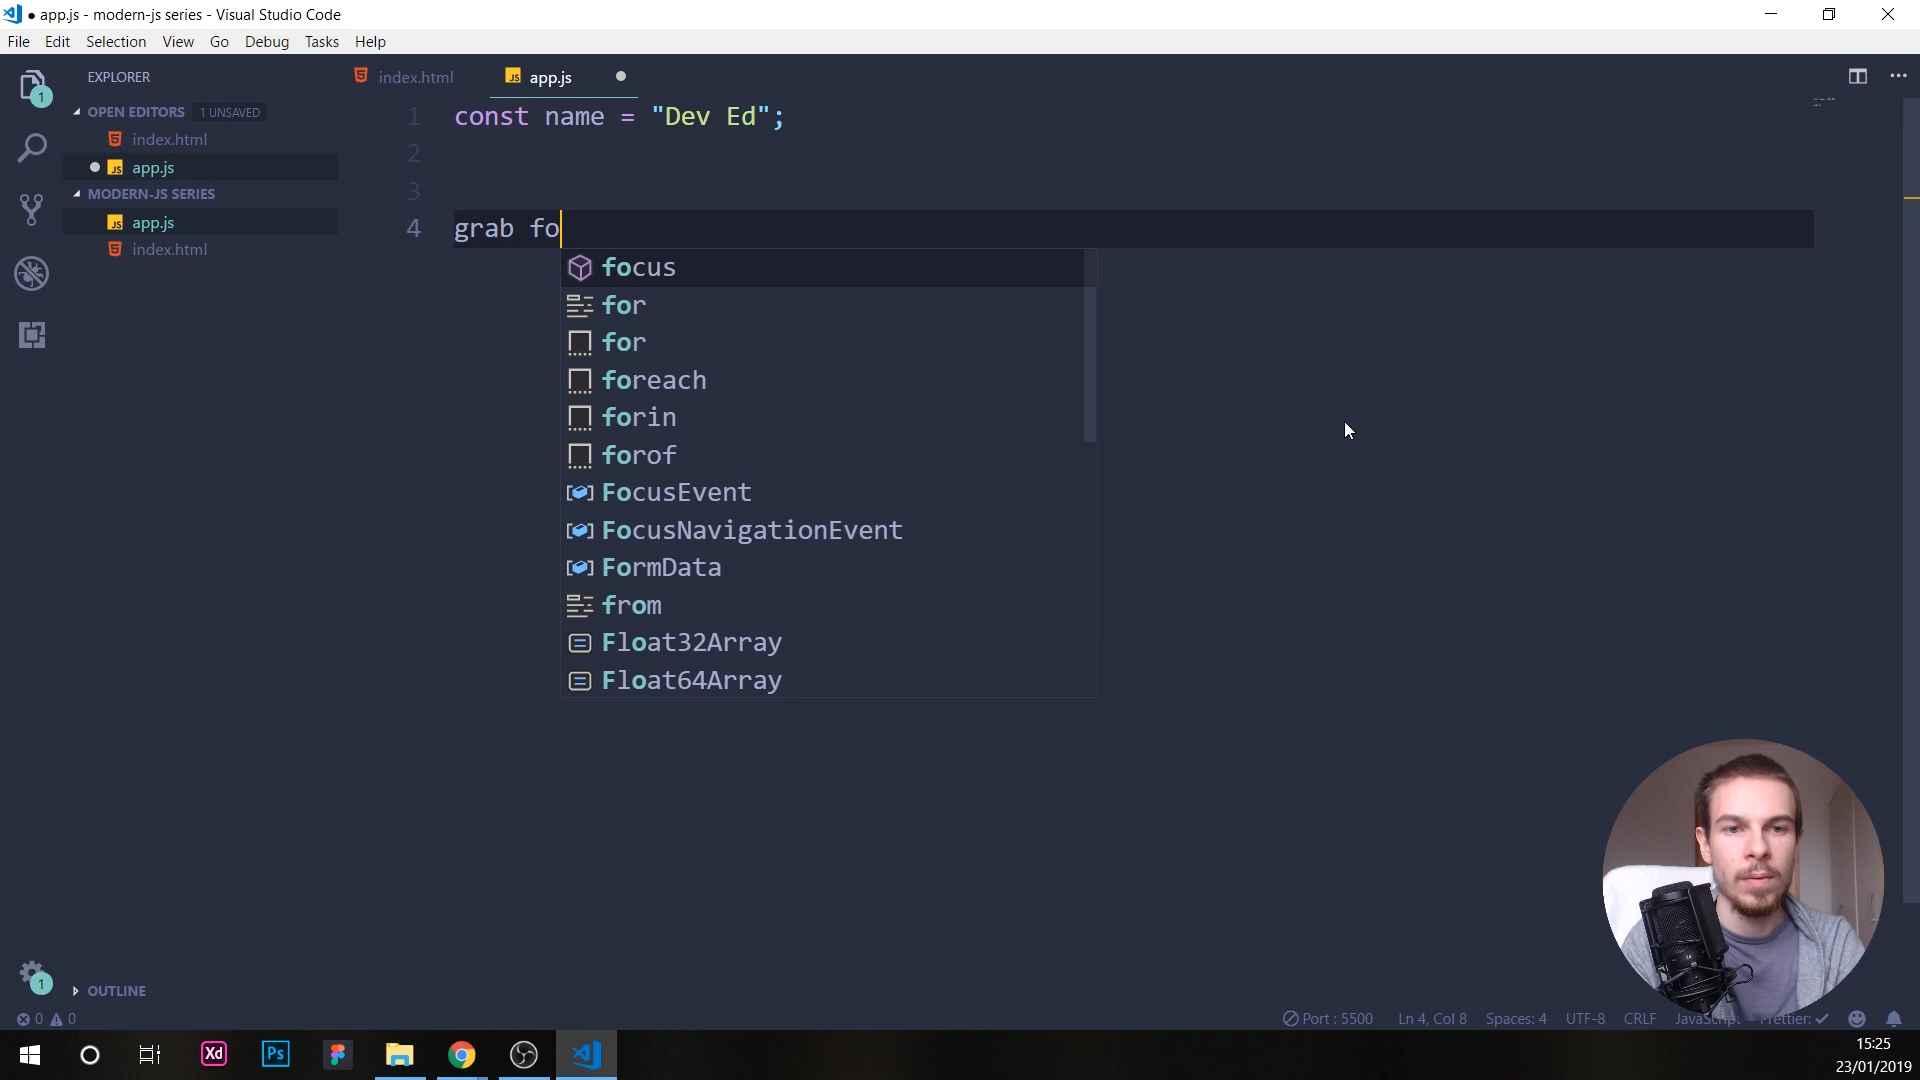 ● app.js - modern-js series - Visual Studio Code
File Edit Selection View Go Debug Tasks Help
EXPLORER
index.html
app.js
1
OPEN EDITORS 1 UNSAVED
index.html
app.js
MODERN-JS SERIES
app.js
index.html
1 const name = "Dev Ed";
2
3
4 grab fo
focus
for
for
foreach
forin
forof
FocusEvent
FocusNavigationEvent
FormData
from
Float32Array
Float64Array
1
OUTLINE
0 0
Port : 5500 Ln 4, Col 8 Spaces: 4 UTF-8 CRLF
Xd Ps
15:25
23/01/2019